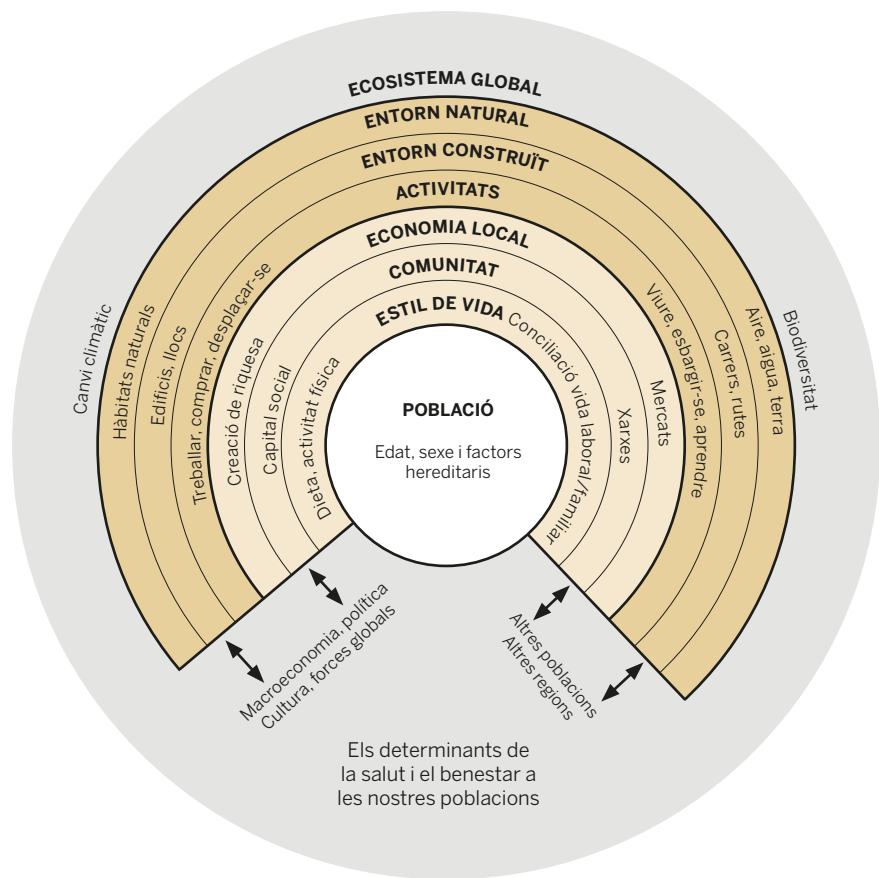 ECOSISTEMA GLOBAL
ENTORN NATURAL
ENTORN CONSTRUÏT
ACTIVITATS
ECONOMIA LOCAL
COMUNITAT
ESTIL DE VIDA
Canvi climàtic
Hàbitats naturals
Edificis, llocs
Treballar, comprar, desplaçar-se
Creació de riquesa
Capital social
Dieta, activitat física
Conciliació vida laboral/familiar
Xarxes
Mercats
Viure, esbargir-se, aprendre
Carrers, rutes
Aire, aigua, terra
Biodiversitat
POBLACIÓ
Edat, sexe i factors
hereditaris
Macroeconomia, política
Cultura, forces globals
Altres poblacions
Altres regions
Els determinants de
la salut i el benestar a
les nostres poblacions